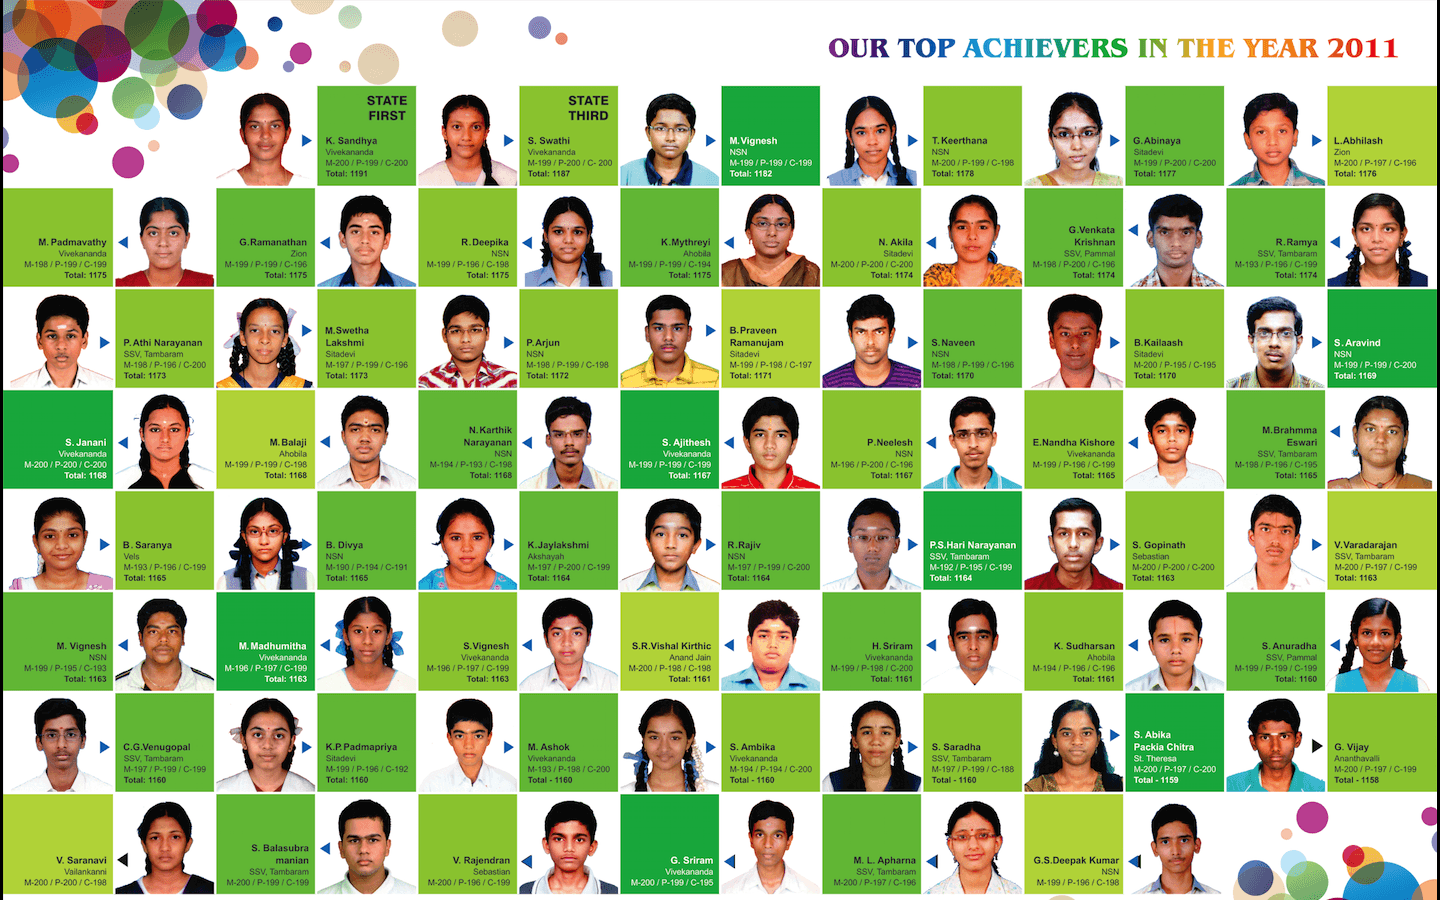 OUR TOP ACHIEVERS IN THE YEAR 2011
STATE
FIRST
K. Sandhya
Vivekananda
M-200 / P-199 / C-200
Total: 1191
STATE
THIRD
S. Swathi
Vivekananda
M-199 / P-200 / C- 200
Total: 1187
M.Vignesh
NSN
M-199 / P-199 / C-199
Total: 1182
T.Keerthana
NSN
M-200 / P-199 / C-198
Total: 1178
G.Abinaya
Sitadevi
M-199 / P-200 / C-200
Total: 1177
L.Abhilash
Zion
M-200 / P-197 / C-196
Total: 1176
M. Padmavathy
Vivekananda
M-198 / P-199 / C-199
Total: 1175
G.Ramanathan
Zion
M-199 / P-199 / C-196
Total: 1175
R.Deepika
NSN
M-199 / P-196 / C-198
Total: 1175
K.Mythreyi
Ahobila
M-199 / P-199 / C-194
Total: 1175
N. Akila
Sitadevi
M-200 / P-200 / C-200
Total: 1174
G.Venkata
Krishnan
SSV, Pammal
M-198 / P-200 / C-196
Total: 1174
R.Ramya
SSV, Tambaram
M-193 / P-196 / C-199
Total: 1174
P.Athi Narayanan
SSV, Tambaram
M-198 / P-196 / C-200
Total: 1173
M.Swetha
Lakshmi
Sitadevi
M-197 / P-199 / C-196
Total: 1173
P.Arjun
NSN
M-198 / P-199 / C-198
Total: 1172
B.Praveen
Ramanujam
Sitadevi
M-199 / P-198 / C-197
Total: 1171
S.Naveen
NSN
M-198 / P-196 / C-198
Total: 1170
B.Kailaash
Sitadevi
M-200 / P-195 / C-195
Total: 1170
S.Aravind
NSN
M-199 / P-199 / C-200
Total: 1169
S. Janani
Vivekananda
M-200 / P-200 / C-200
Total: 1168
M.Balaji
Ahobila
M-199 / P-199 / C-198
Total: 1168
N.Karthik
Narayanan
NSN
M-194 / P-193 / C-198
Total: 1168
S. Ajithesh
Vivekananda
M-199 / P-199 / C-199
Total: 1167
P.Neelesh
NSN
M-196 / P-200 / C-196
Total: 1167
E.Nandha Kishore
Vivekananda
M-199 / P-196 / C-199
Total: 1165
M.Brahmma
Eswari
SSV, Tambaram
M-198 / P-196 / C-195
Total: 1165
B. Saranya
Vels
M-193 / P-196 / C-199
Total: 1165
B. Divya
NSN
M-190 / P-194 / C-191
Total: 1165
K.Jaylakshmi
Akshayah
M-197 / P-200 / C-199
Total: 1164
R.Rajiv
NSN
M-197 / P-199 / C-200
Total: 1164
P.S.Hari Narayanan
SSV, Tambaram
M-192 / P-195 / C-199
Total: 1164
S. Gopinath
Sebastian
M-200 / P-200 / C-200
Total: 1163
V.Varadarajan
SSV, Tambaram
M-200 / P-197 / C-199
Total: 1163
M. Vignesh
NSN
M-199 / P-195 / C-193
Total: 1163
M.Madhumitha
Vivekananda
M-196 / P-197 / C-199
Total: 1163
S.Vignesh
Vivekananda
M-196 / P-197 / C-199
Total: 1163
S.R.Vishal Kirthic
Anand Jain
M-200 / P-198 / C-198
Total: 1161
H.Sriram
Vivekananda
M-199 / P-198 / C-200
Total: 1161
K. Sudharsan
Ahobila
M-194 / P-196 / C-196
Total: 1161
S. Anuradha
SSV, Pammal
M-199 / P-199 / C-199
Total: 1160
C.G.Venugopal
SSV, Tambaram
M-197 / P-199 / C-199
Total: 1160
K.P.Padmapriya
Sitadevi
M-199 / P-196 / C-192
Total: 1160
M. Ashok
Vivekananda
M-193 / P-198 / C-200
Total - 1160
S. Ambika
Vivekananda
M-194 / P-194 / C-200
Total - 1160
S. Saradha
SSV, Tambaram
M-197 / P-199 / C-188
Total - 1160
S. Abika
Packia Chitra
St. Theresa
M-200 / P-197 / C-200
Total - 1159
G. Vijay
Ananthavalli
M-200 / P-197 / C-199
Total - 1158
V. Saranavi
Vailankanni
M-200 / P-200 / C-198
S. Balasubra
manian
SSV, Tambaram
M-200 / P-199 / C-199
V. Rajendran
Sebastian
M-200 / P-196 / C-199
G. Sriram
Vivekananda
M-200 / P-199 / C-195
M. L. Apharna
SSV, Tambaram
M-200 / P-197 / C-196
G.S.Deepak Kumar
NSN
M-199 / P-196 / C-198